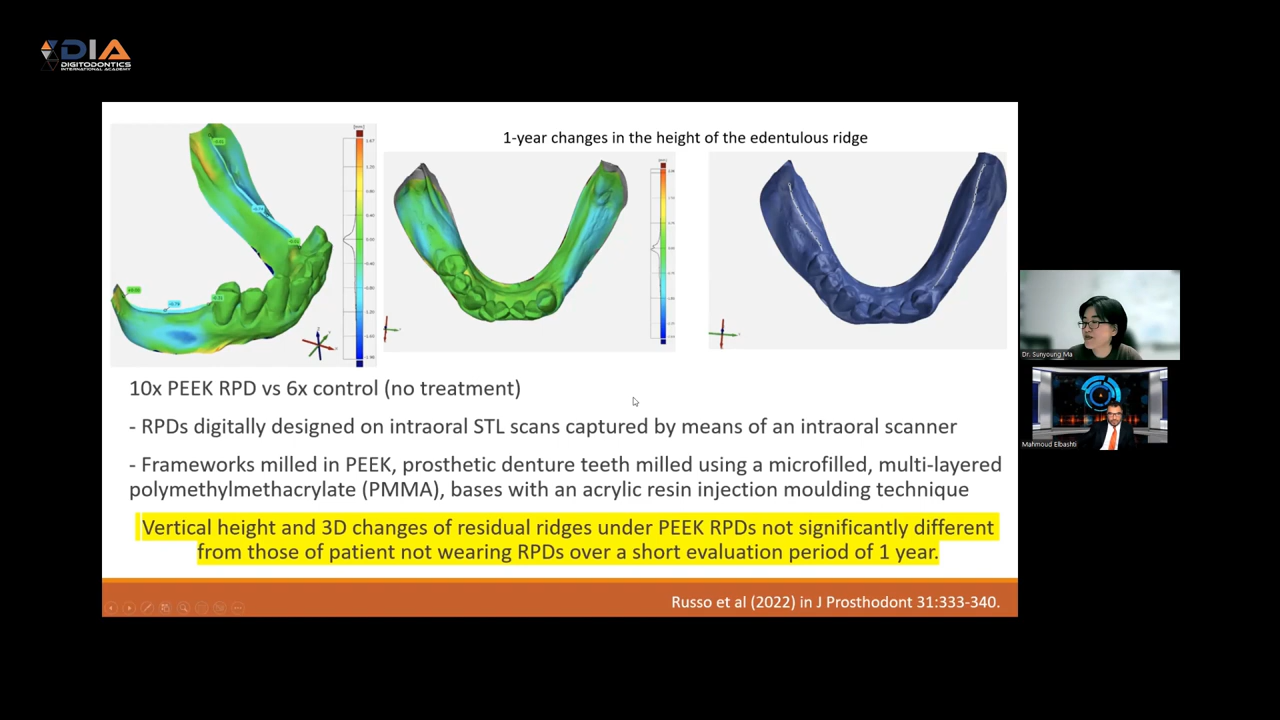 DIA
DIGITODONTICS
INTERNATIONAL ACADEMY
1-year changes in the height of the edentulous ridge
10x PEEK RPD vs 6x control (no treatment)
- RPDs digitally designed on intraoral STL scans captured by means of an intraoral scanner
- Frameworks milled in PEEK, prosthetic denture teeth milled using a microfilled, multi-layered
polymethylmethacrylate (PMMA), bases with an acrylic resin injection moulding technique
Vertical height and 3D changes of residual ridges under PEEK RPDs not significantly different
from those of patient not wearing RPDs over a short evaluation period of 1 year.
Russo et al (2022) in J Prosthodont 31:333-340.
Dr. Sunyoung Ma
Mahmoud Elbashti